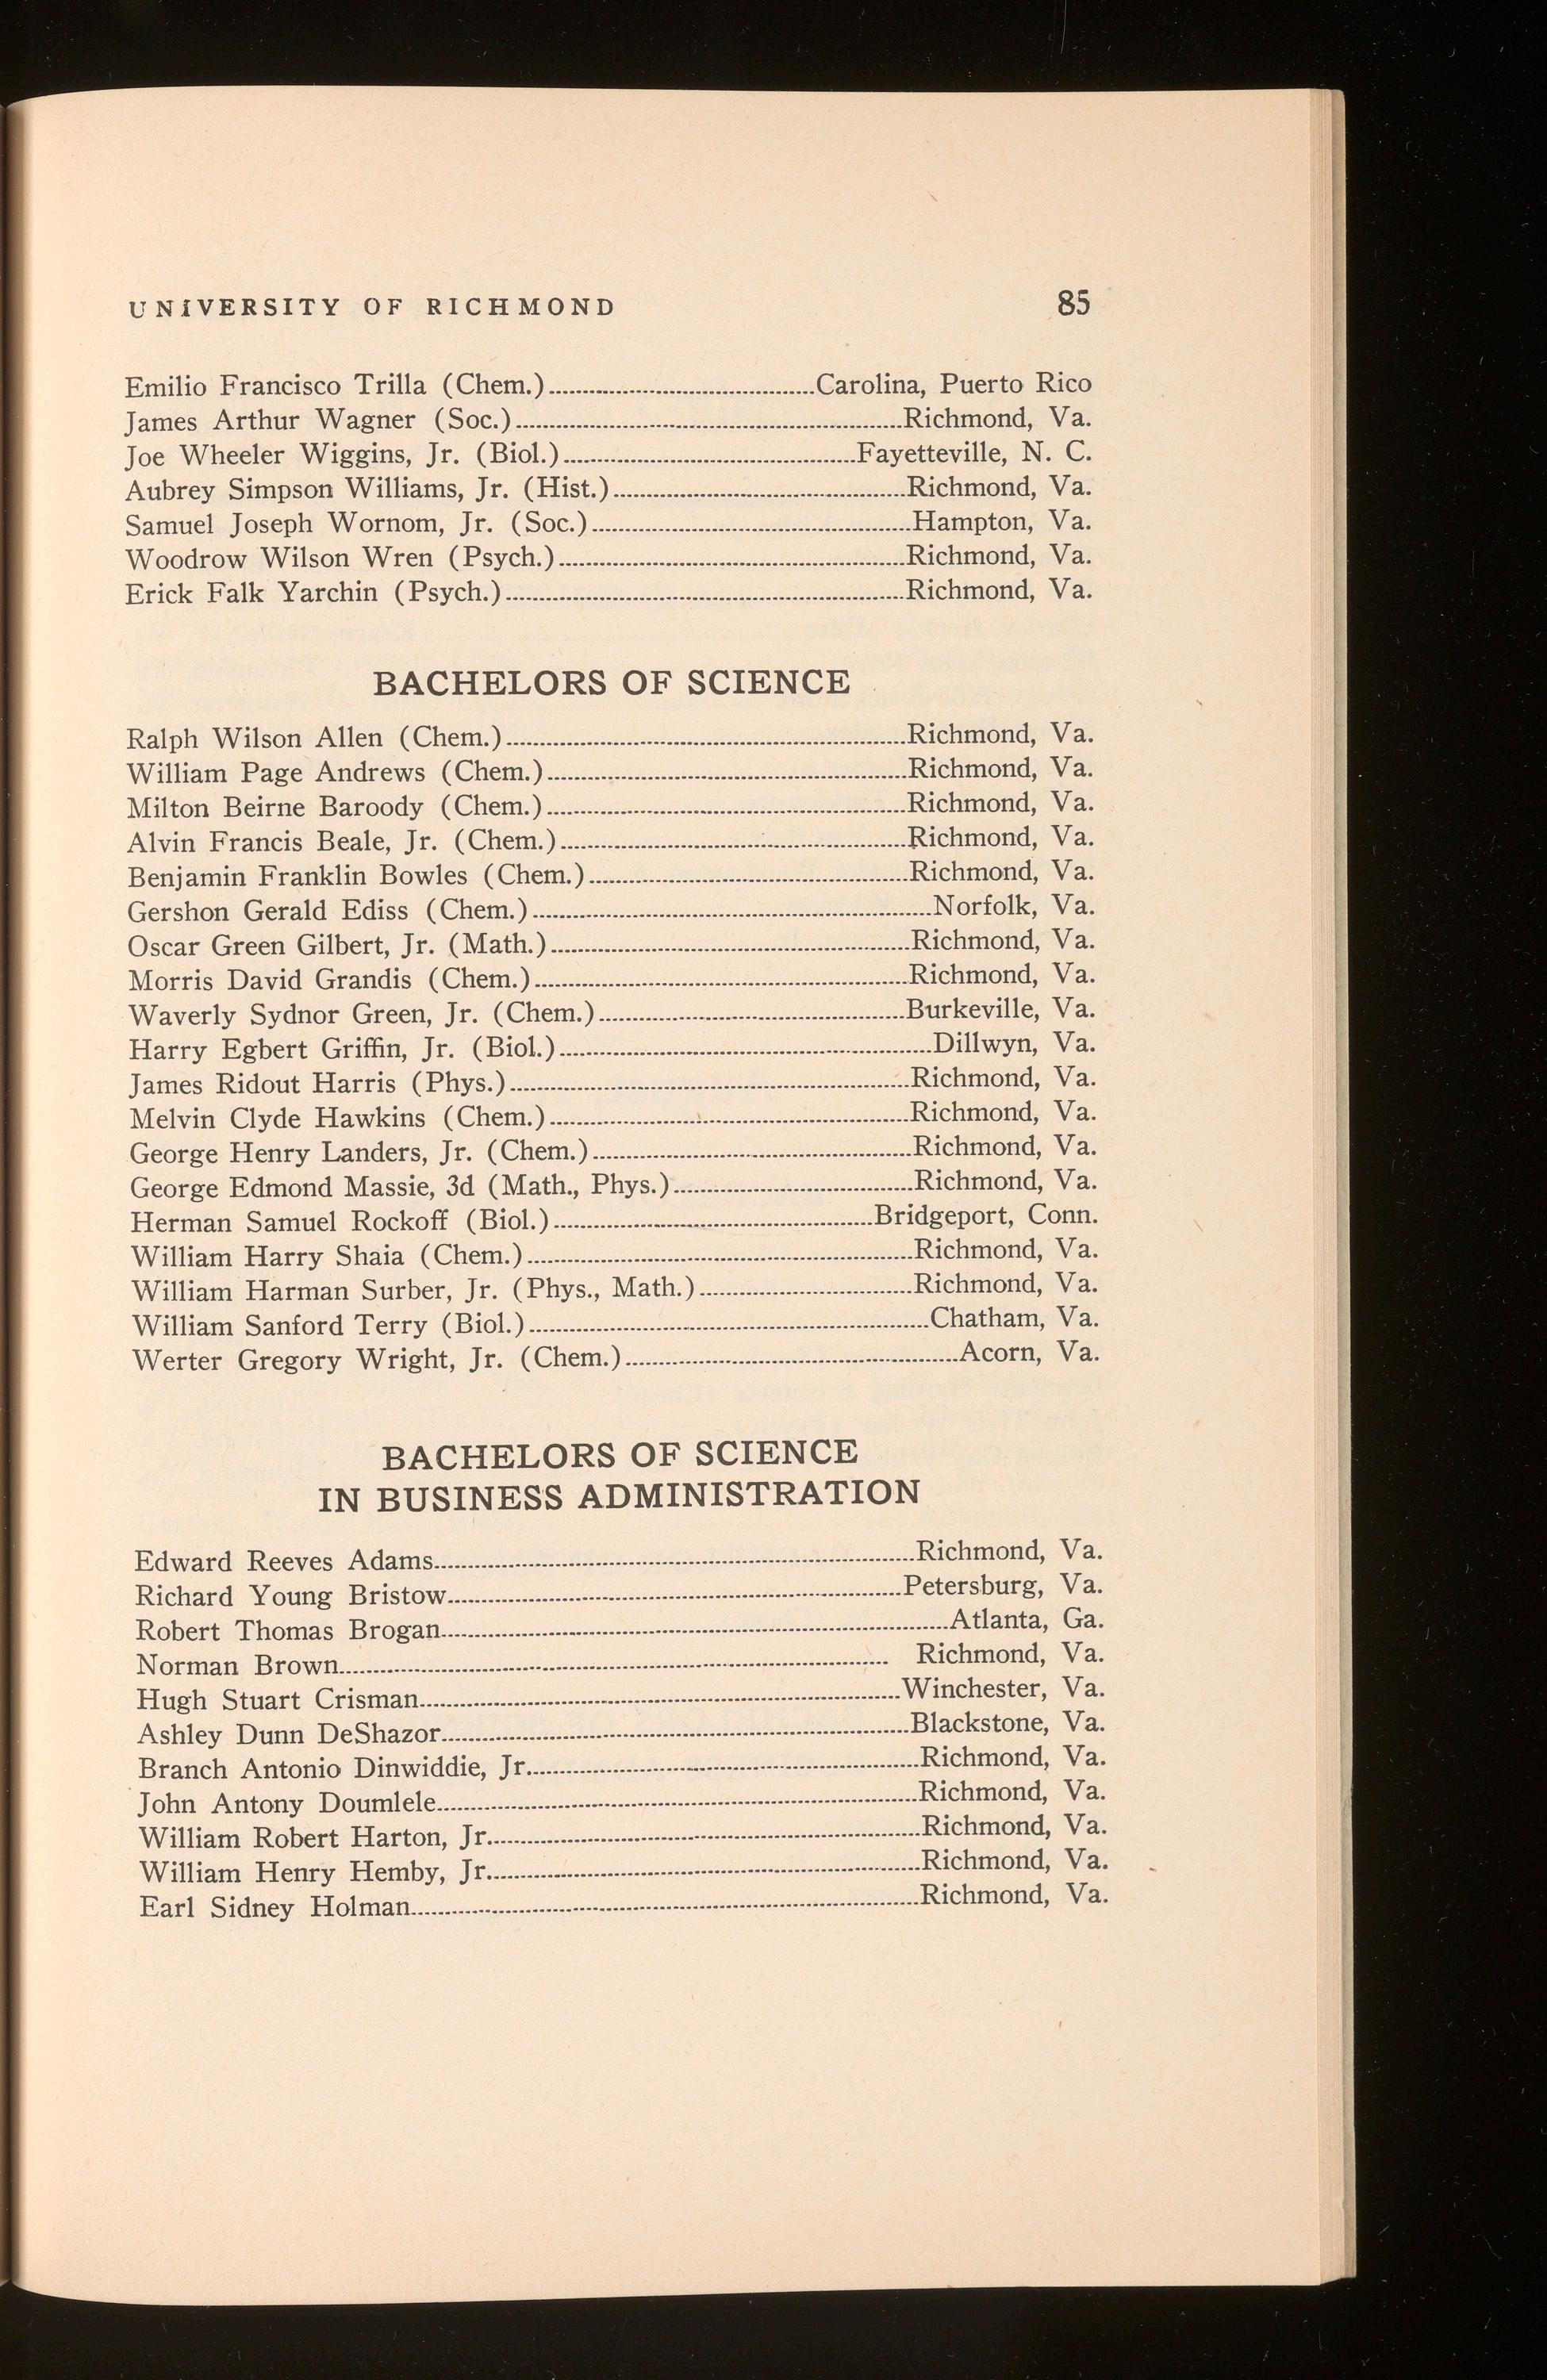 UNIVERSITY OF RICHMOND 85
Emilio Francisco Trilla (Chem.)........Carolina, Puerto Rico
James Arthur Wagner (Soc.)........Richmond, Va.
Joe Wheeler Wiggins, Jr. (Biol.)........Fayetteville, N. C.
Aubrey Simpson Williams, Jr. (Hist.)........Richmond, Va.
Samuel Joseph Wornom, Jr. (Soc.)........Hampton, Va.
Woodrow Wilson Wren (Psych.)........Richmond, Va.
Erick Falk Yarchin (Psych.)........Richmond, Va.
BACHELORS OF SCIENCE
Ralph Wilson Allen (Chem.)........Richmond, Va.
William Page Andrews (Chem.)........Richmond, Va.
Milton Beirne Baroody (Chem.)........Richmond, Va.
Alvin Francis Beale, Jr. (Chem.)........Richmond, Va.
Benjamin Franklin Bowles (Chem.)........Richmond, Va.
Gershon Gerald Ediss (Chem.)........Norfolk, Va.
Oscar Green Gilbert, Jr. (Math.)........Richmond, Va.
Morris David Grandis (Chem.)........Richmond, Va.
Waverly Sydnor Green, Jr. (Chem.)........Burkeville, Va.
Harry Egbert Griffin, Jr. (Biol.)........Dillwyn, Va.
James Ridout Harris (Phys.)........Richmond, Va.
Melvin Clyde Hawkins (Chem.)........Richmond, Va.
George Henry Landers, Jr. (Chem.)........Richmond, Va.
George Edmond Massie, 3d (Math., Phys.)........Richmond, Va.
Herman Samuel Rockoff (Biol.)........Bridgeport, Conn.
William Harry Shaia (Chem.)........Richmond, Va.
William Harman Surber, Jr. (Phys., Math.)........Richmond, Va.
William Sanford Terry (Biol.)........Chatham, Va.
Werter Gregory Wright, Jr. (Chem.)........Acorn, Va.
BACHELORS OF SCIENCE
IN BUSINESS ADMINISTRATION
Edward Reeves Adams........Richmond, Va.
Richard Young Bristow........Petersburg, Va.
Robert Thomas Brogan........Atlanta, Ga.
Norman Brown........ Richmond, Va.
Hugh Stuart Crisman........Winchester, Va.
Ashley Dunn DeShazor........Blackstone, Va.
Branch Antonio Dinwiddie, Jr.........Richmond, Va.
John Antony Doumlele........Richmond, Va.
William Robert Harton, Jr.........Richmond, Va.
William Henry Hemby, Jr.........Richmond, Va.
Earl Sidney Holman........Richmond, Va.